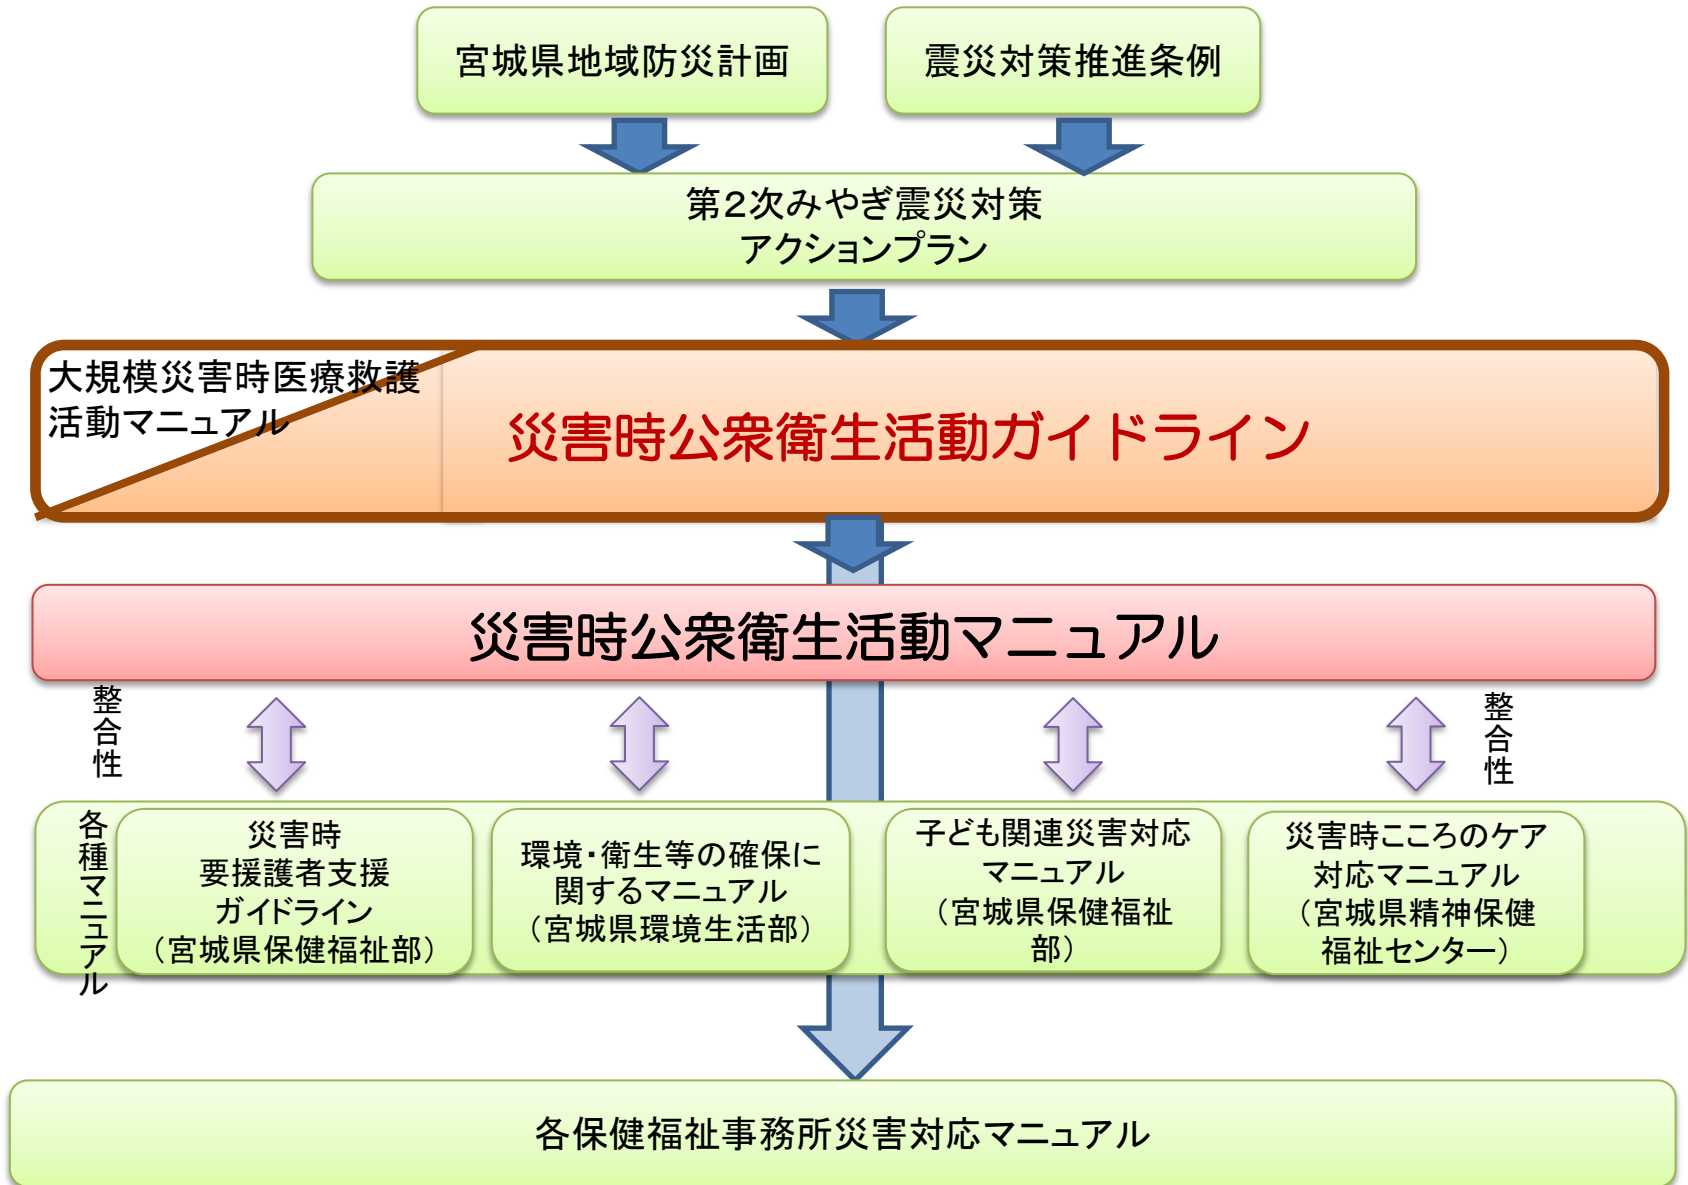 宮城県地域防災計画
震災対策推進条例
第2次みやぎ震災対策
アクションプラン
大規模災害時医療救護
活動マニュアル
災害時公衆衛生活動ガイドライン
災害時公衆衛生活動マニュアル
整合性
整合性
各種マニュアル
災害時
要援護者支援
ガイドライン
(宮城県保健福祉部)
環境・衛生等の確保に
関するマニュアル
(宮城県環境生活部)
子ども関連災害対応
マニュアル
(宮城県保健福祉
部)
災害時こころのケア
対応マニュアル
(宮城県精神保健
福祉センター)
各保健福祉事務所災害対応マニュアル